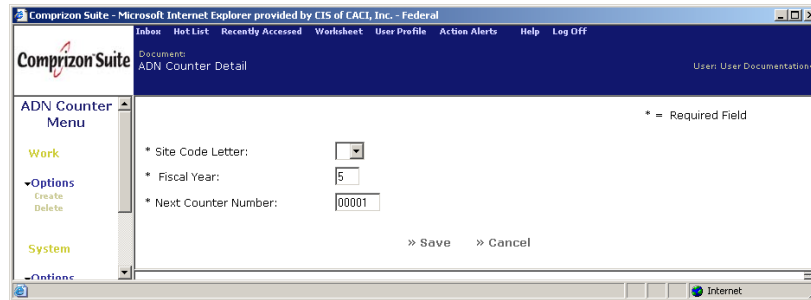 Comprizon Suite - Microsoft Internet Explorer provided by CIS of CACI, Inc. - Federal
Inbox Hot List Recently Accessed Worksheet User Profile Action Alerts Help Log Off
Comprizon Suite
Document:
ADN Counter Detail
User: User Documentation
ADN Counter Menu
* = Required Field
Work
* Site Code Letter:
Options
* Fiscal Year: 5
Create
Delete
* Next Counter Number: 00001
» Save » Cancel
System
Options
Internet